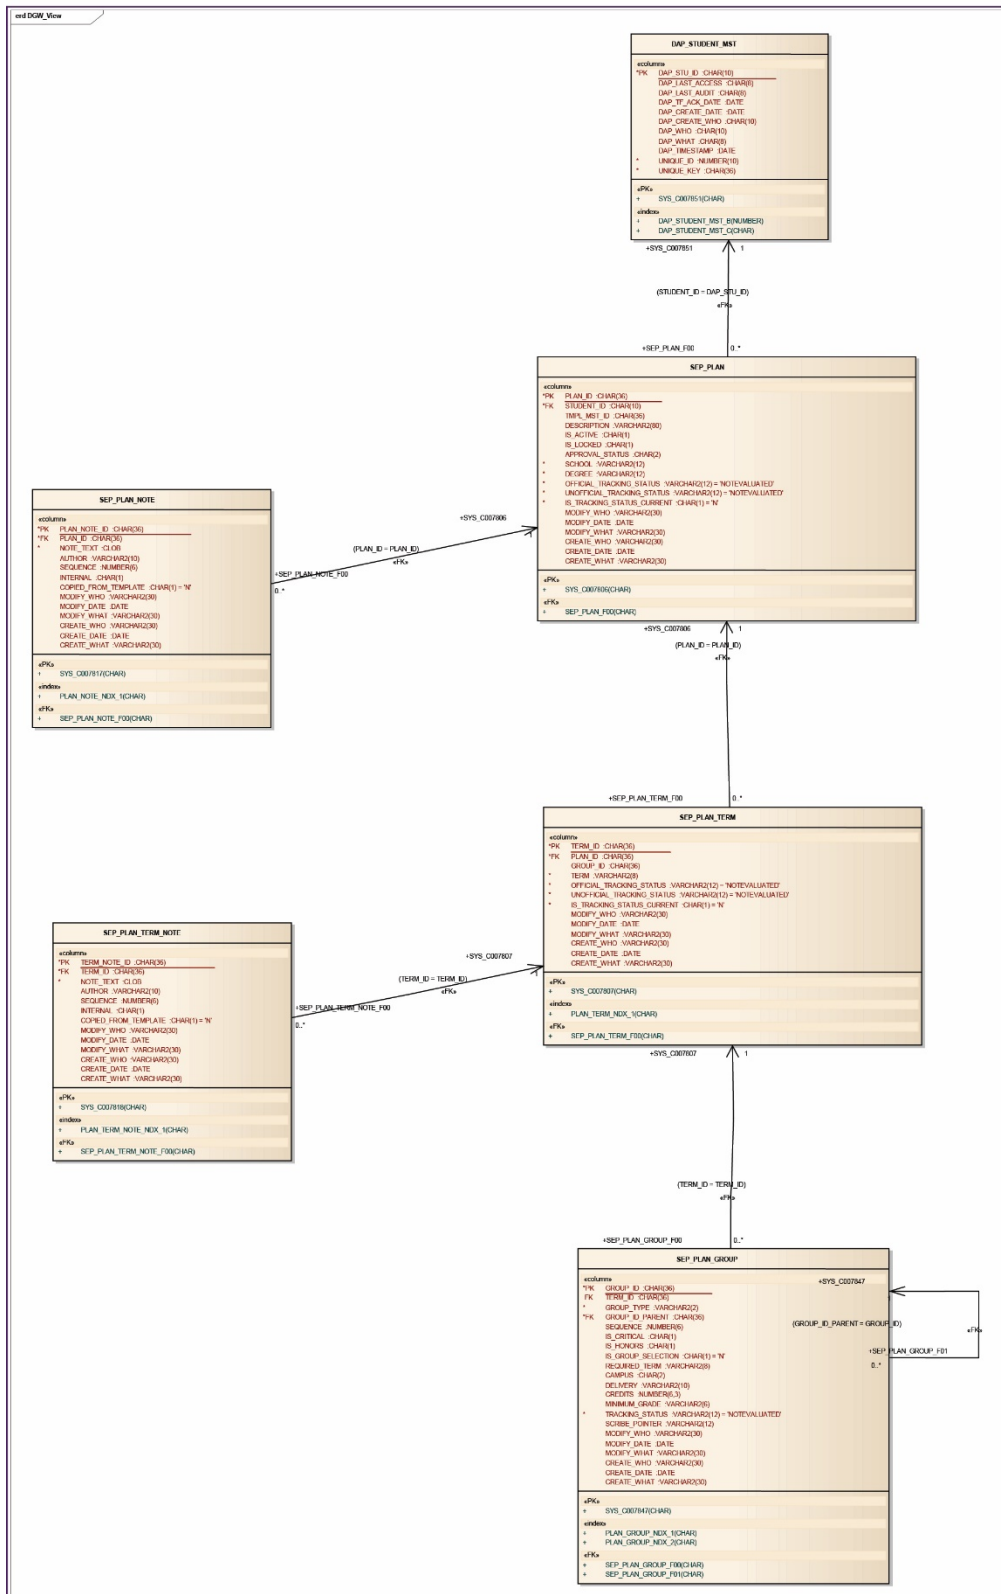 erd DGW_View
DAP_STUDENT_MST
«column»
*PK DAP_STU_ID :CHAR(10)
DAP_LAST_ACCESS :CHAR(8)
DAP_LAST_AUDIT :CHAR(8)
DAP_TF_ACK_DATE :DATE
DAP_CREATE_DATE :DATE
DAP_CREATE_WHO :CHAR(10)
DAP_WHO :CHAR(10)
DAP_WHAT :CHAR(8)
DAP_TIMESTAMP :DATE
* UNIQUE_ID :NUMBER(10)
* UNIQUE_KEY :CHAR(36)
«PK»
+ SYS_C007851(CHAR)
«index»
+ DAP_STUDENT_MST_B(NUMBER)
+ DAP_STUDENT_MST_C(CHAR)
+SYS_C007851 1
(STUDENT_ID = DAP_STU_ID)
«FK»
+SEP_PLAN_F00 0..*
SEP_PLAN
«column»
*PK PLAN_ID :CHAR(36)
*FK STUDENT_ID :CHAR(10)
TMPL_MST_ID :CHAR(36)
DESCRIPTION :VARCHAR2(80)
IS_ACTIVE :CHAR(1)
IS_LOCKED :CHAR(1)
APPROVAL_STATUS :CHAR(2)
* SCHOOL :VARCHAR2(12)
* DEGREE :VARCHAR2(12)
* OFFICIAL_TRACKING_STATUS :VARCHAR2(12) = 'NOTEVALUATED'
* UNOFFICIAL_TRACKING_STATUS :VARCHAR2(12) = 'NOTEVALUATED'
* IS_TRACKING_STATUS_CURRENT :CHAR(1) = 'N'
MODIFY_WHO :VARCHAR2(30)
MODIFY_DATE :DATE
MODIFY_WHAT :VARCHAR2(30)
CREATE_WHO :VARCHAR2(30)
CREATE_DATE :DATE
CREATE_WHAT :VARCHAR2(30)
«PK»
+ SYS_C007806(CHAR)
«FK»
+ SEP_PLAN_F00(CHAR)
SEP_PLAN_NOTE
«column»
*PK PLAN_NOTE_ID :CHAR(36)
*FK PLAN_ID :CHAR(36)
* NOTE_TEXT :CLOB
AUTHOR :VARCHAR2(10)
SEQUENCE :NUMBER(6)
INTERNAL :CHAR(1)
COPIED_FROM_TEMPLATE :CHAR(1) = 'N'
MODIFY_WHO :VARCHAR2(30)
MODIFY_DATE :DATE
MODIFY_WHAT :VARCHAR2(30)
CREATE_WHO :VARCHAR2(30)
CREATE_DATE :DATE
CREATE_WHAT :VARCHAR2(30)
«PK»
+ SYS_C007817(CHAR)
«index»
+ PLAN_NOTE_NDX_1(CHAR)
«FK»
+ SEP_PLAN_NOTE_F00(CHAR)
+SYS_C007806
1
(PLAN_ID = PLAN_ID)
«FK»
+SEP_PLAN_NOTE_F00
0..*
+SYS_C007806 1
(PLAN_ID = PLAN_ID)
«FK»
+SEP_PLAN_TERM_F00 0..*
SEP_PLAN_TERM
«column»
*PK TERM_ID :CHAR(36)
*FK PLAN_ID :CHAR(36)
GROUP_ID :CHAR(36)
* TERM :VARCHAR2(8)
* OFFICIAL_TRACKING_STATUS :VARCHAR2(12) = 'NOTEVALUATED'
* UNOFFICIAL_TRACKING_STATUS :VARCHAR2(12) = 'NOTEVALUATED'
* IS_TRACKING_STATUS_CURRENT :CHAR(1) = 'N'
MODIFY_WHO :VARCHAR2(30)
MODIFY_DATE :DATE
MODIFY_WHAT :VARCHAR2(30)
CREATE_WHO :VARCHAR2(30)
CREATE_DATE :DATE
CREATE_WHAT :VARCHAR2(30)
«PK»
+ SYS_C007807(CHAR)
«index»
+ PLAN_TERM_NDX_1(CHAR)
«FK»
+ SEP_PLAN_TERM_F00(CHAR)
SEP_PLAN_TERM_NOTE
«column»
*PK TERM_NOTE_ID :CHAR(36)
*FK TERM_ID :CHAR(36)
* NOTE_TEXT :CLOB
AUTHOR :VARCHAR2(10)
SEQUENCE :NUMBER(6)
INTERNAL :CHAR(1)
COPIED_FROM_TEMPLATE :CHAR(1) = 'N'
MODIFY_WHO :VARCHAR2(30)
MODIFY_DATE :DATE
MODIFY_WHAT :VARCHAR2(30)
CREATE_WHO :VARCHAR2(30)
CREATE_DATE :DATE
CREATE_WHAT :VARCHAR2(30)
«PK»
+ SYS_C007818(CHAR)
«index»
+ PLAN_TERM_NOTE_NDX_1(CHAR)
«FK»
+ SEP_PLAN_TERM_NOTE_F00(CHAR)
+SYS_C007807
1
(TERM_ID = TERM_ID)
«FK»
+SEP_PLAN_TERM_NOTE_F00
0..*
+SYS_C007807 1
(TERM_ID = TERM_ID)
«FK»
+SEP_PLAN_GROUP_F00 0..*
SEP_PLAN_GROUP
«column»
*PK GROUP_ID :CHAR(36)
FK TERM_ID :CHAR(36)
* GROUP_TYPE :VARCHAR2(2)
*FK GROUP_ID_PARENT :CHAR(36)
SEQUENCE :NUMBER(6)
IS_CRITICAL :CHAR(1)
IS_HONORS :CHAR(1)
IS_GROUP_SELECTION :CHAR(1) = 'N'
REQUIRED_TERM :VARCHAR2(8)
CAMPUS :CHAR(2)
DELIVERY :VARCHAR2(10)
CREDITS :NUMBER(6,3)
MINIMUM_GRADE :VARCHAR2(6)
* TRACKING_STATUS :VARCHAR2(12) = 'NOTEVALUATED'
SCRIBE_POINTER :VARCHAR2(12)
MODIFY_WHO :VARCHAR2(30)
MODIFY_DATE :DATE
MODIFY_WHAT :VARCHAR2(30)
CREATE_WHO :VARCHAR2(30)
CREATE_DATE :DATE
CREATE_WHAT :VARCHAR2(30)
«PK»
+ SYS_C007847(CHAR)
«index»
+ PLAN_GROUP_NDX_1(CHAR)
+ PLAN_GROUP_NDX_2(CHAR)
«FK»
+ SEP_PLAN_GROUP_F00(CHAR)
+ SEP_PLAN_GROUP_F01(CHAR)
+SYS_C007847
1
(GROUP_ID_PARENT = GROUP_ID)
«FK»
+SEP_PLAN_GROUP_F01
0..*